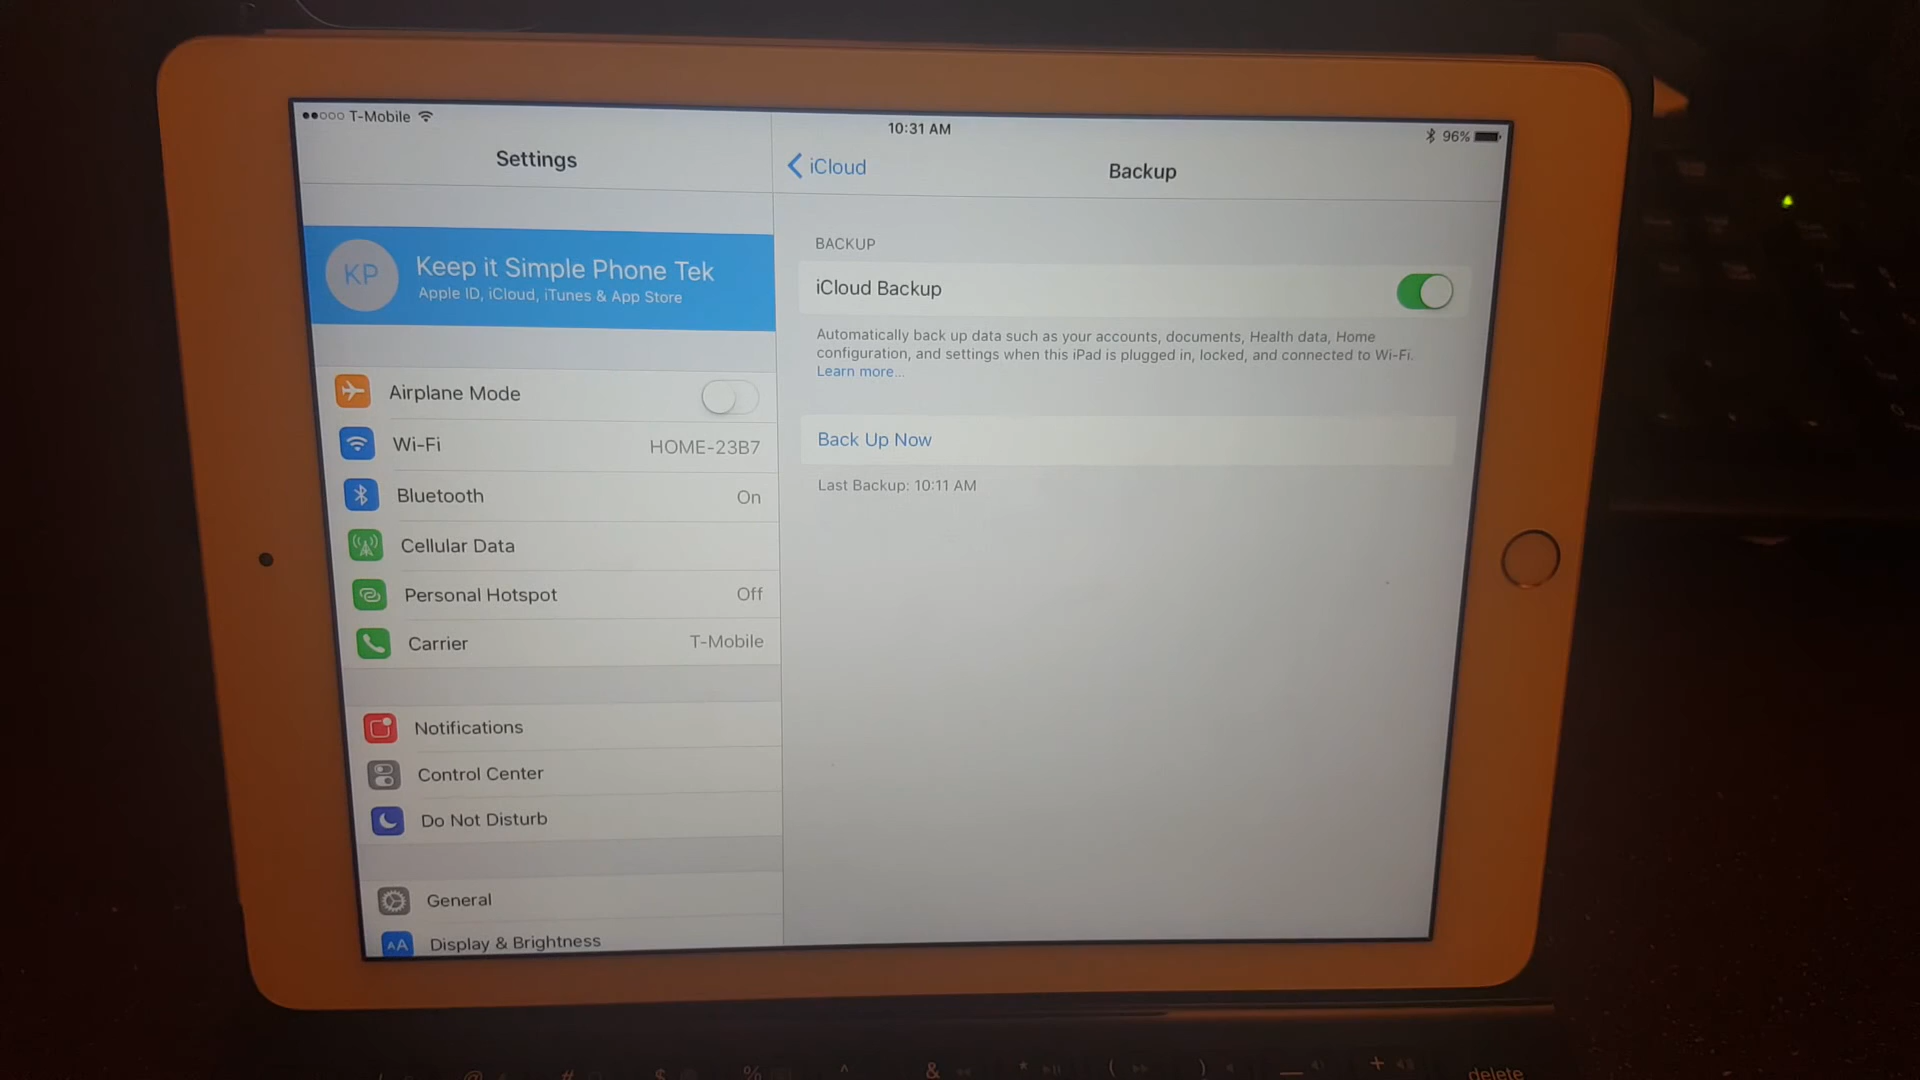 T-Mobile
10:31 AM
96%
Settings
iCloud
Backup
KP
Keep it Simple Phone Tek
Apple ID, iCloud, iTunes & App Store
Airplane Mode
Wi-Fi
HOME-23B7
Bluetooth
On
Cellular Data
Personal Hotspot
Off
Carrier
T-Mobile
Notifications
Control Center
Do Not Disturb
General
AA
Display & Brightness
BACKUP
iCloud Backup
Automatically back up data such as your accounts, documents, Health data, Home
configuration, and settings when this iPad is plugged in, locked, and connected to Wi-Fi.
Learn more...
Back Up Now
Last Backup: 10:11 AM
@ # $ % ^ & * ( ) — +
delete